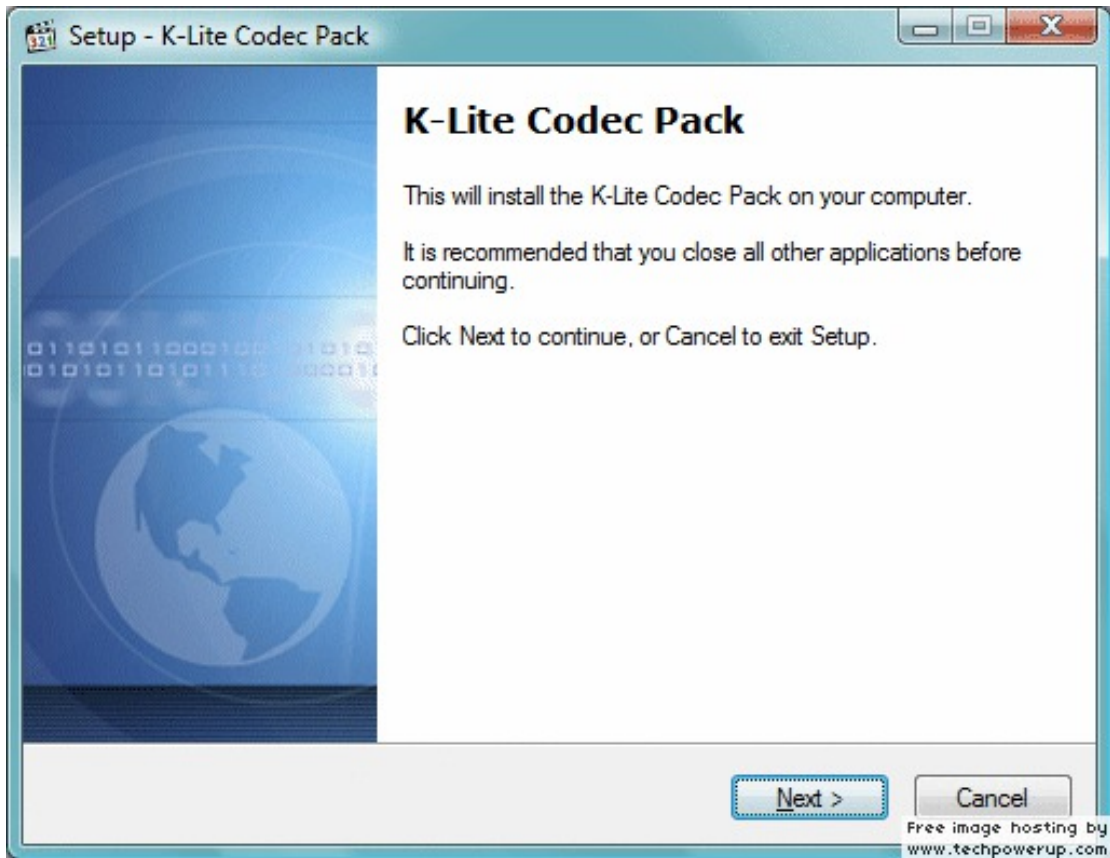 Setup - K-Lite Codec Pack
K-Lite Codec Pack
This will install the K-Lite Codec Pack on your computer.
It is recommended that you close all other applications before
continuing.
Click Next to continue, or Cancel to exit Setup.
Next >
Cancel
Free image hosting by
www.techpowerup.com